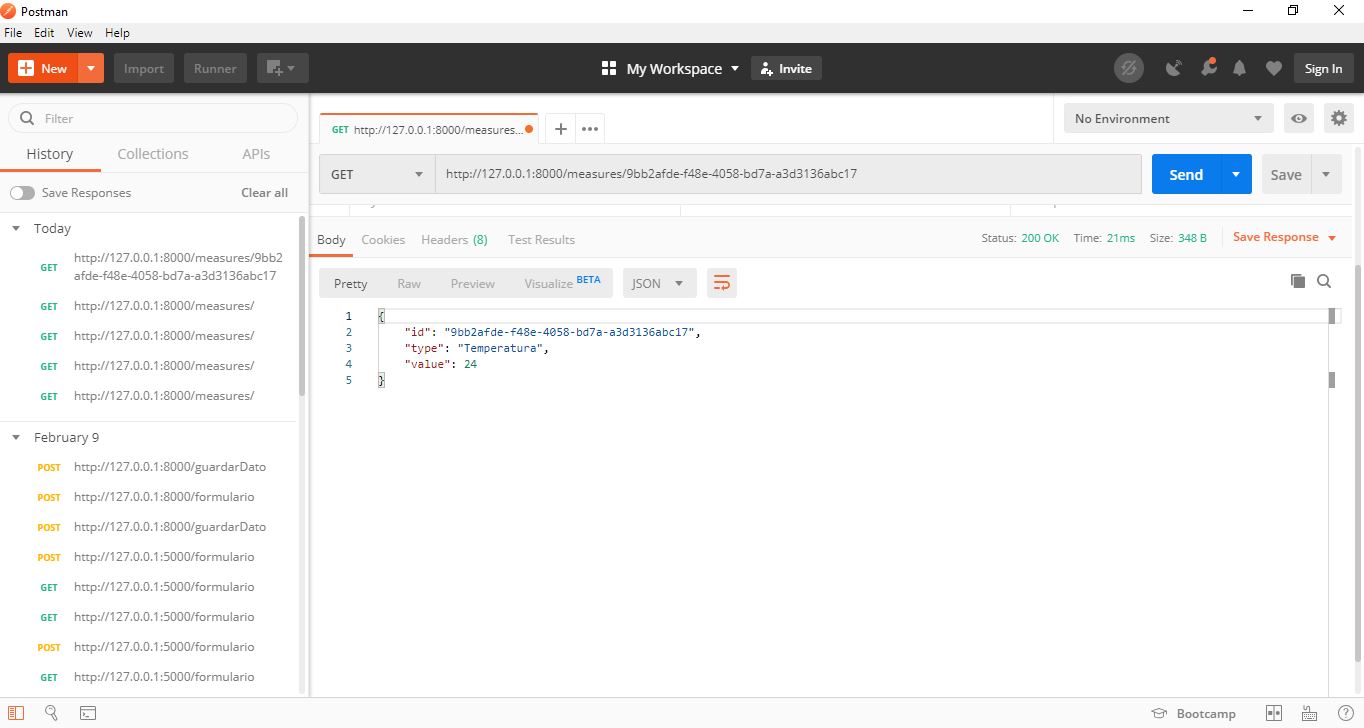 Postman
File Edit View Help
New Import Runner My Workspace Invite Sign In
Filter
History Collections APIs
Save Responses Clear all
Today
GET http://127.0.0.1:8000/measures/9bb2
afde-f48e-4058-bd7a-a3d3136abc17
GET http://127.0.0.1:8000/measures/
GET http://127.0.0.1:8000/measures/
GET http://127.0.0.1:8000/measures/
GET http://127.0.0.1:8000/measures/
February 9
POST http://127.0.0.1:8000/guardarDato
POST http://127.0.0.1:8000/formulario
POST http://127.0.0.1:8000/guardarDato
POST http://127.0.0.1:5000/formulario
GET http://127.0.0.1:5000/formulario
GET http://127.0.0.1:5000/formulario
POST http://127.0.0.1:5000/formulario
GET http://127.0.0.1:5000/formulario
GET http://127.0.0.1:8000/measures...
No Environment
GET http://127.0.0.1:8000/measures/9bb2afde-f48e-4058-bd7a-a3d3136abc17 Send Save
Body Cookies Headers (8) Test Results Status: 200 OK Time: 21ms Size: 348 B Save Response
Pretty Raw Preview Visualize BETA JSON
1 {
2 "id": "9bb2afde-f48e-4058-bd7a-a3d3136abc17",
3 "type": "Temperatura",
4 "value": 24
5 }
Bootcamp